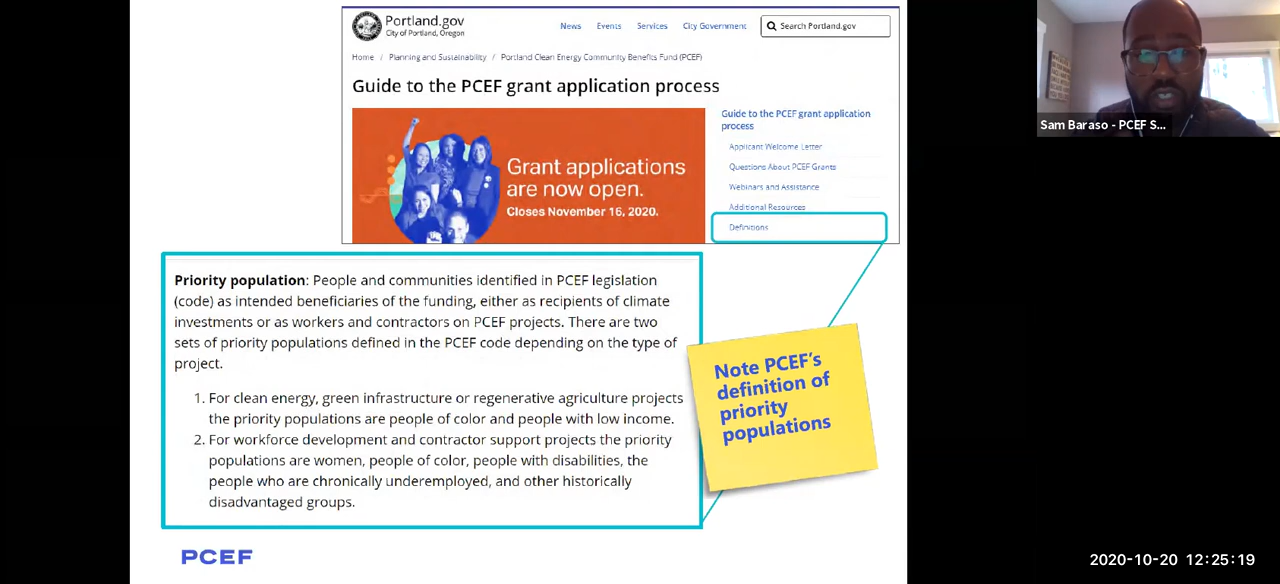 Portland.gov
City of Portland, Oregon
News Events Services City Government Search Portland.gov
Home / Planning and Sustainability / Portland Clean Energy Community Benefits Fund (PCEF)
Guide to the PCEF grant application process
Grant applications
are now open.
Closes November 16, 2020.
Guide to the PCEF grant application
process
Applicant Welcome Letter
Questions About PCEF Grants
Webinars and Assistance
Additional Resources
Definitions
Sam Baraso - PCEF S...
Priority population: People and communities identified in PCEF legislation
(code) as intended beneficiaries of the funding, either as recipients of climate
investments or as workers and contractors on PCEF projects. There are two
sets of priority populations defined in the PCEF code depending on the type of
project.
1. For clean energy, green infrastructure or regenerative agriculture projects
the priority populations are people of color and people with low income.
2. For workforce development and contractor support projects the priority
populations are women, people of color, people with disabilities, the
people who are chronically underemployed, and other historically
disadvantaged groups.
Note PCEF's
definition of
priority
populations
PCEF
2020-10-20 12:25:19